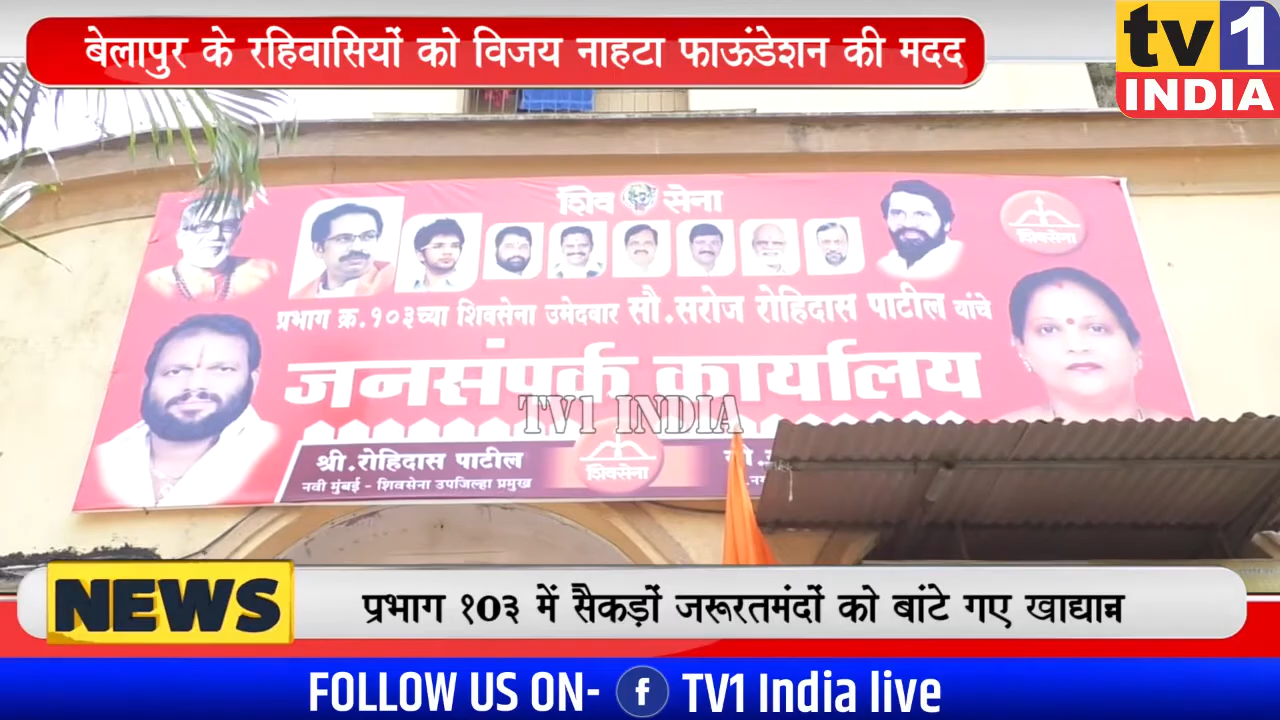 बेलापुर के रहिवासियों को विजय नाहटा फाऊंडेशन की मदद
tv1
INDIA
शिव सेना
शिवसेना
प्रभाग क्र.१०३च्या शिवसेना उमेदवार सौ.सरोज रोहिदास पाटील यांचे
जनसंपर्क कार्यालय
TV1 INDIA
श्री.रोहिदास पाटील
नवी मुंबई - शिवसेना उपजिल्हा प्रमुख
शिवसेना
NEWS
प्रभाग १0३ में सैकड़ों जरूरतमंदों को बांटे गए खाद्यान्न
FOLLOW US ON- f TV1 India live